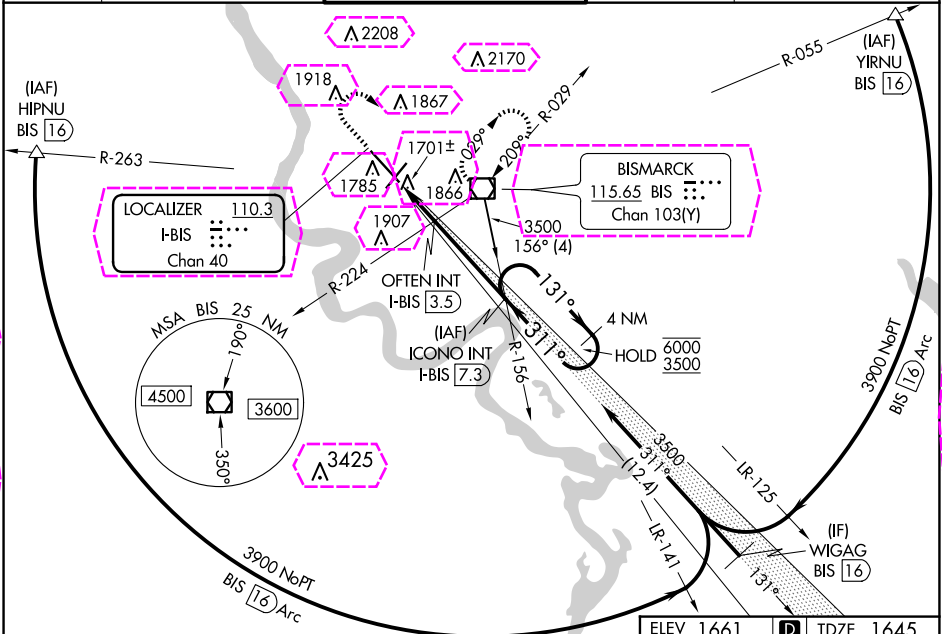 2208
2170
R-055
(IAF)
YIRNU
BIS 16
(IAF)
HIPNU
BIS 16
1918
1867
R-029
029°
209°
R-263
1701±
1785
1866
BISMARCK
115.65 BIS
Chan 103(Y)
LOCALIZER 110.3
I-BIS
Chan 40
1907
3500
156° (4)
R-224
OFTEN INT
I-BIS 3.5
131°
4 NM
HOLD 6000
3500
(IAF)
ICONO INT
I-BIS 7.3
311°
R-156
MSA BIS 25 NM
190°
4500
3600
350°
3425
3900 NoPT
BIS 16 Arc
3500
311°
(12.4)
LR-125
LR-141
(IF)
WIGAG
BIS 16
131°
3900 NoPT
BIS 16 Arc
ELEV 1661 D TDZE 1645